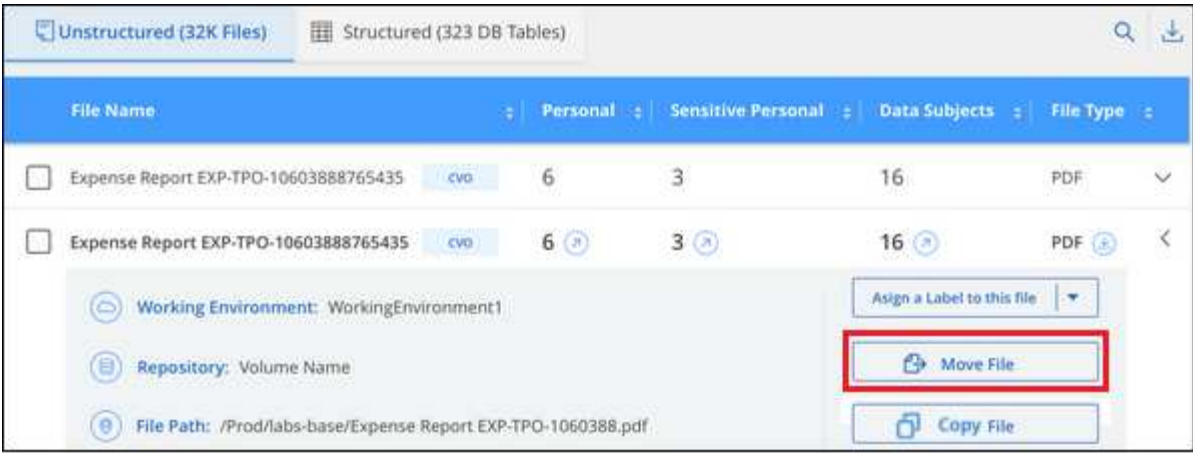 Unstructured (32K Files) Structured (323 DB Tables)
File Name Personal Sensitive Personal Data Subjects File Type
Expense Report EXP-TPO-10603888765435 CVO 6 3 16 PDF
Expense Report EXP-TPO-10603888765435 CVO 6 3 16 PDF
Working Environment: WorkingEnvironment1 Asign a Label to this file
Repository: Volume Name Move File
File Path: /Prod/labs-base/Expense Report EXP-TPO-1060388.pdf Copy File